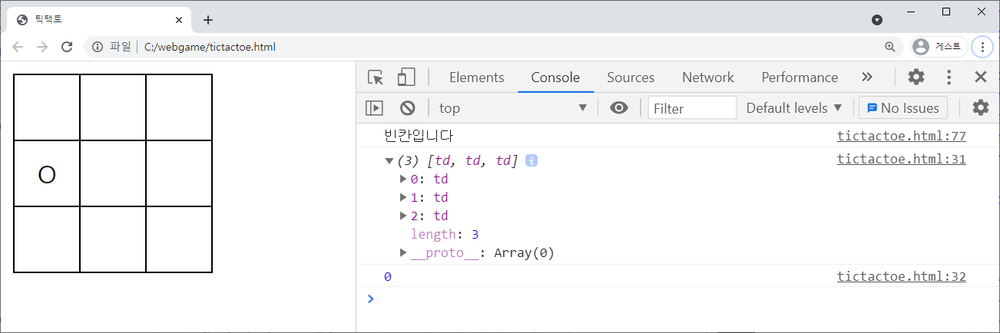 틱택토
파일 C:/webgame/tictactoe.html 게스트
Elements Console Sources Network Performance
top Filter Default levels No Issues
빈칸입니다 tictactoe.html:77
(3) [td, td, td] i tictactoe.html:31
0: td
O
1: td
2: td
length: 3
__proto__: Array(0)
0 tictactoe.html:32